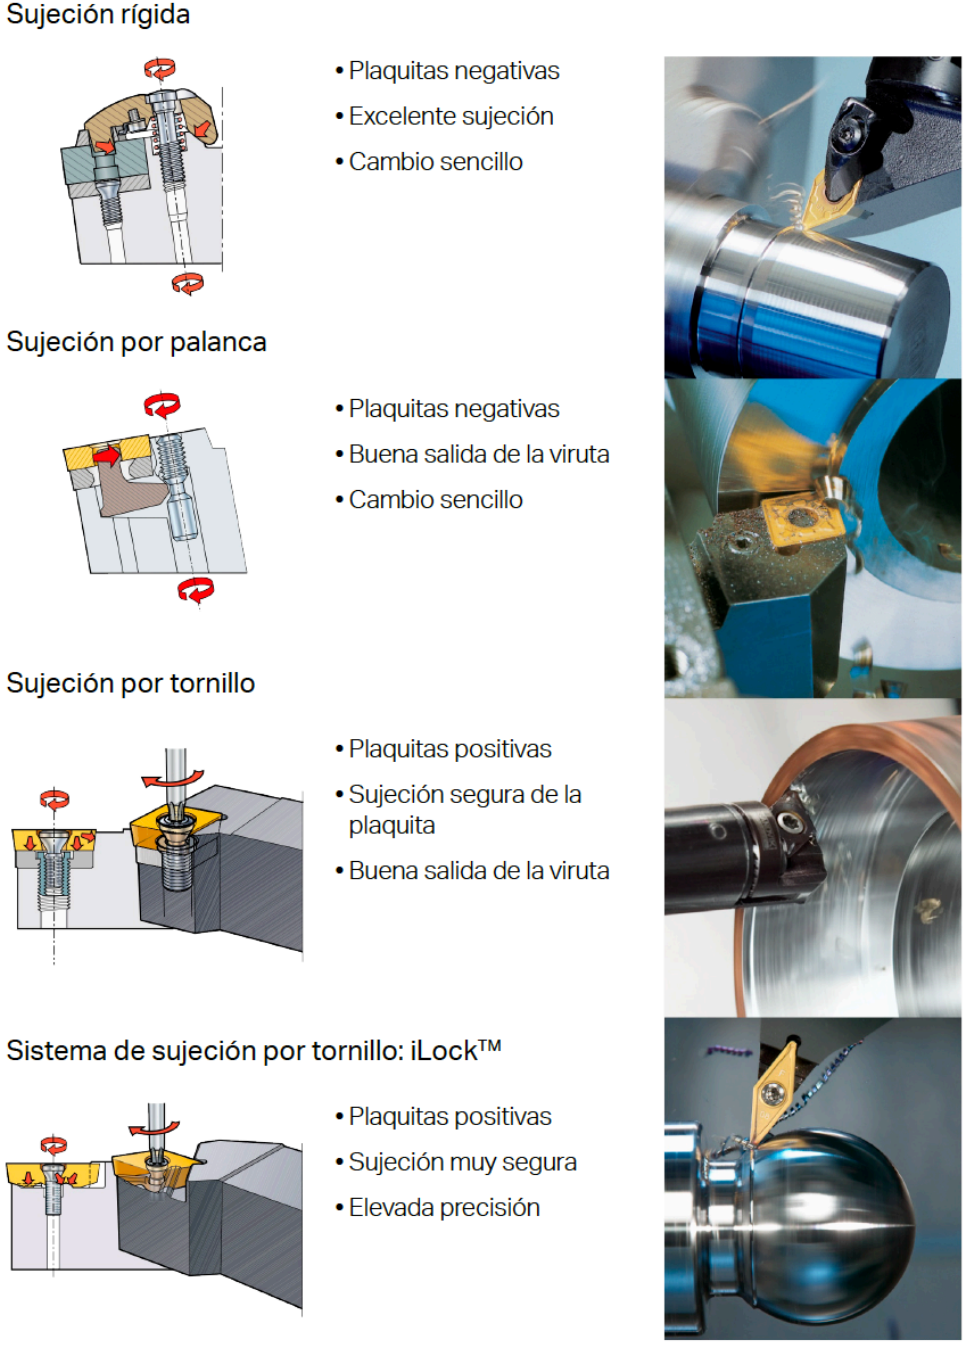 Sujeción rígida
• Plaquitas negativas
• Excelente sujeción
• Cambio sencillo
Sujeción por palanca
• Plaquitas negativas
• Buena salida de la viruta
• Cambio sencillo
Sujeción por tornillo
• Plaquitas positivas
• Sujeción segura de la
plaquita
• Buena salida de la viruta
Sistema de sujeción por tornillo: iLock™
• Plaquitas positivas
• Sujeción muy segura
• Elevada precisión